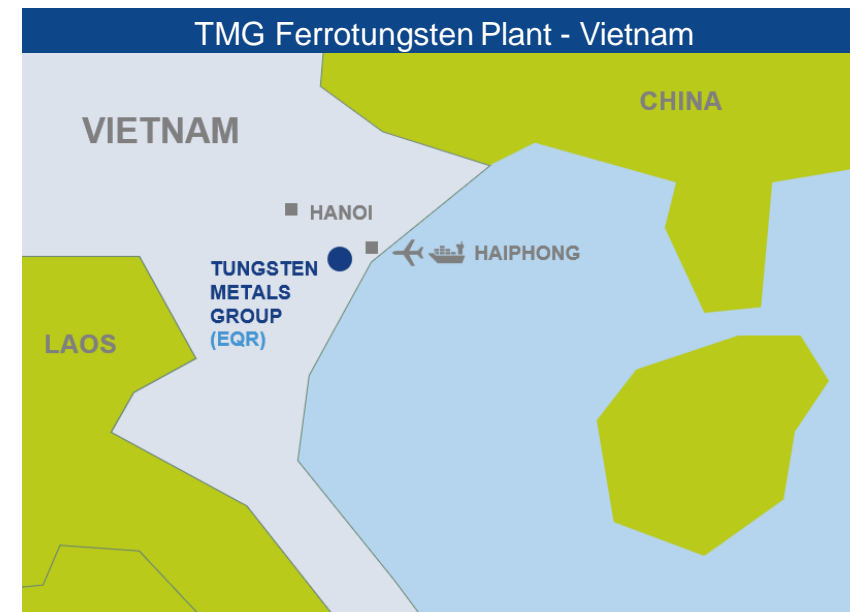 TMG Ferrotungsten Plant - Vietnam
CHINA
VIETNAM
HANOI
HAIPHONG
TUNGSTEN
METALS
GROUP
(EQR)
LAOS